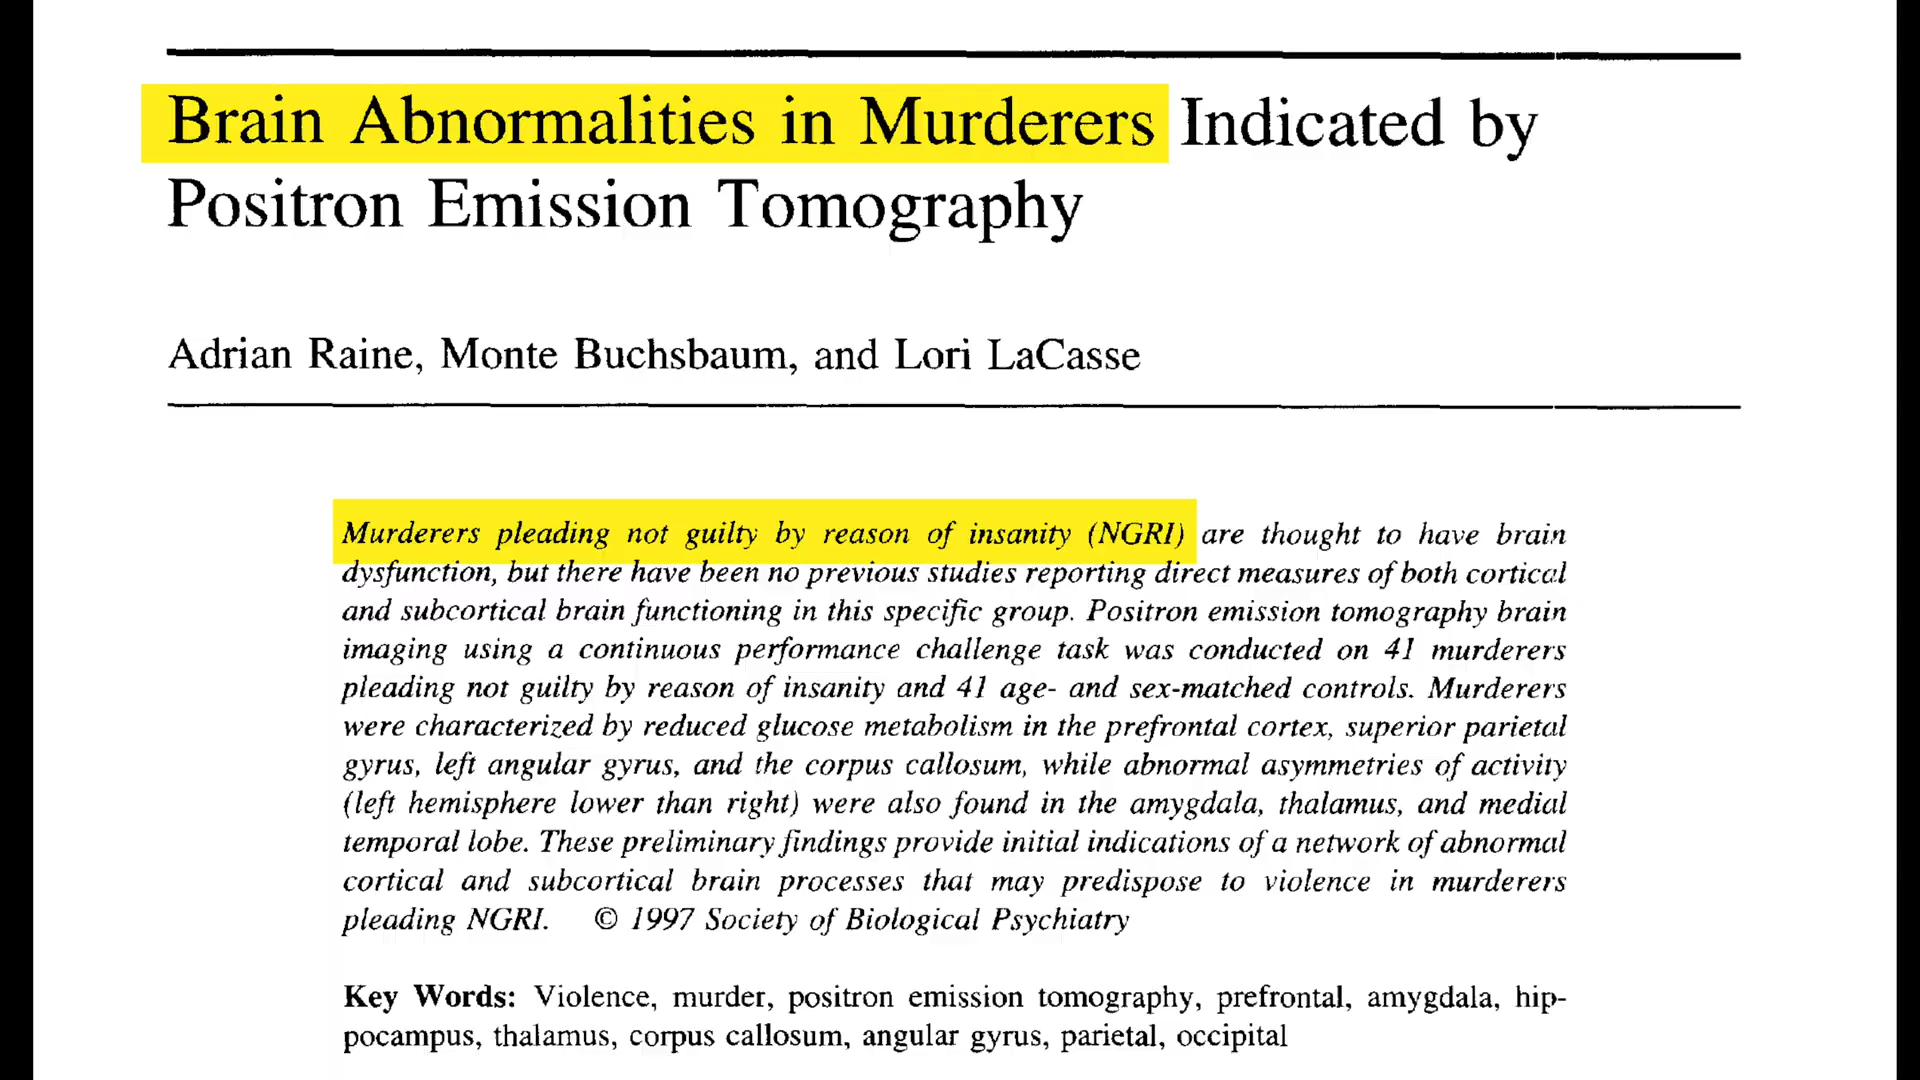 Brain Abnormalities in Murderers Indicated by
Positron Emission Tomography
Adrian Raine, Monte Buchsbaum, and Lori LaCasse
Murderers pleading not guilty by reason of insanity (NGRI) are thought to have brain
dysfunction, but there have been no previous studies reporting direct measures of both cortical
and subcortical brain functioning in this specific group. Positron emission tomography brain
imaging using a continuous performance challenge task was conducted on 41 murderers
pleading not guilty by reason of insanity and 41 age- and sex-matched controls. Murderers
were characterized by reduced glucose metabolism in the prefrontal cortex, superior parietal
gyrus, left angular gyrus, and the corpus callosum, while abnormal asymmetries of activity
(left hemisphere lower than right) were also found in the amygdala, thalamus, and medial
temporal lobe. These preliminary findings provide initial indications of a network of abnormal
cortical and subcortical brain processes that may predispose to violence in murderers
pleading NGRI. © 1997 Society of Biological Psychiatry
Key Words: Violence, murder, positron emission tomography, prefrontal, amygdala, hip-
pocampus, thalamus, corpus callosum, angular gyrus, parietal, occipital